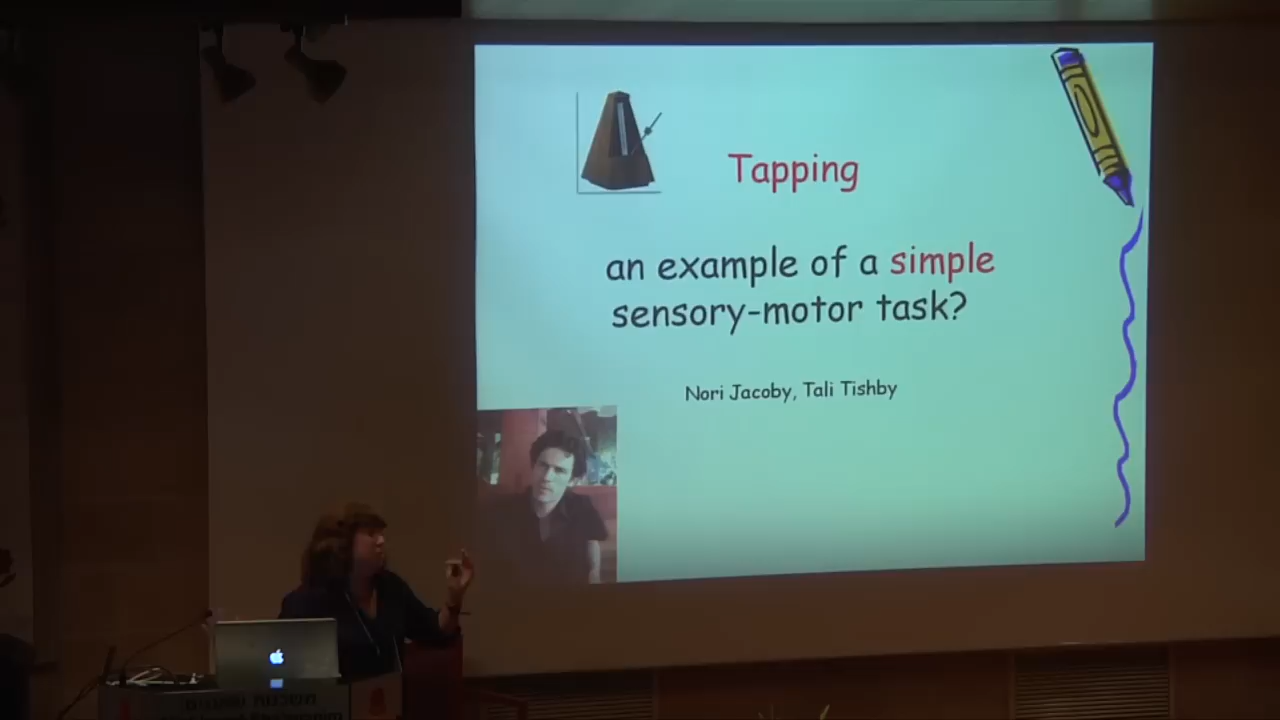 Tapping
an example of a simple
sensory-motor task?
Nori Jacoby, Tali Tishby